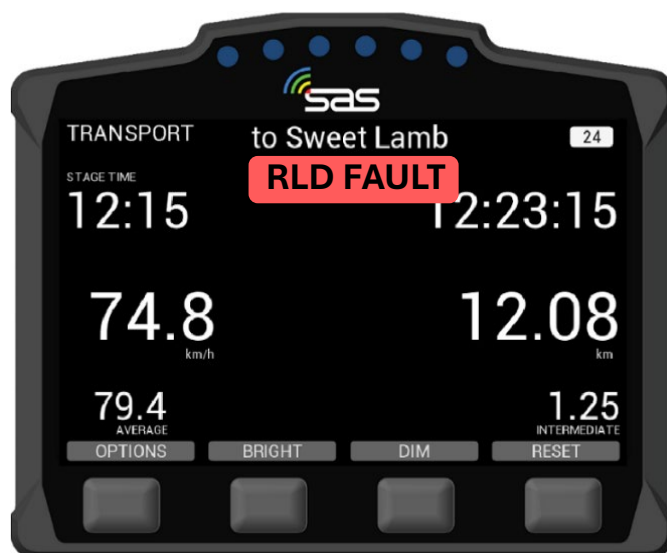 sas
TRANSPORT to Sweet Lamb 24
RLD FAULT
STAGE TIME
12:15 12:23:15
74.8 12.08
km/h km
79.4 1.25
AVERAGE INTERMEDIATE
OPTIONS BRIGHT DIM RESET